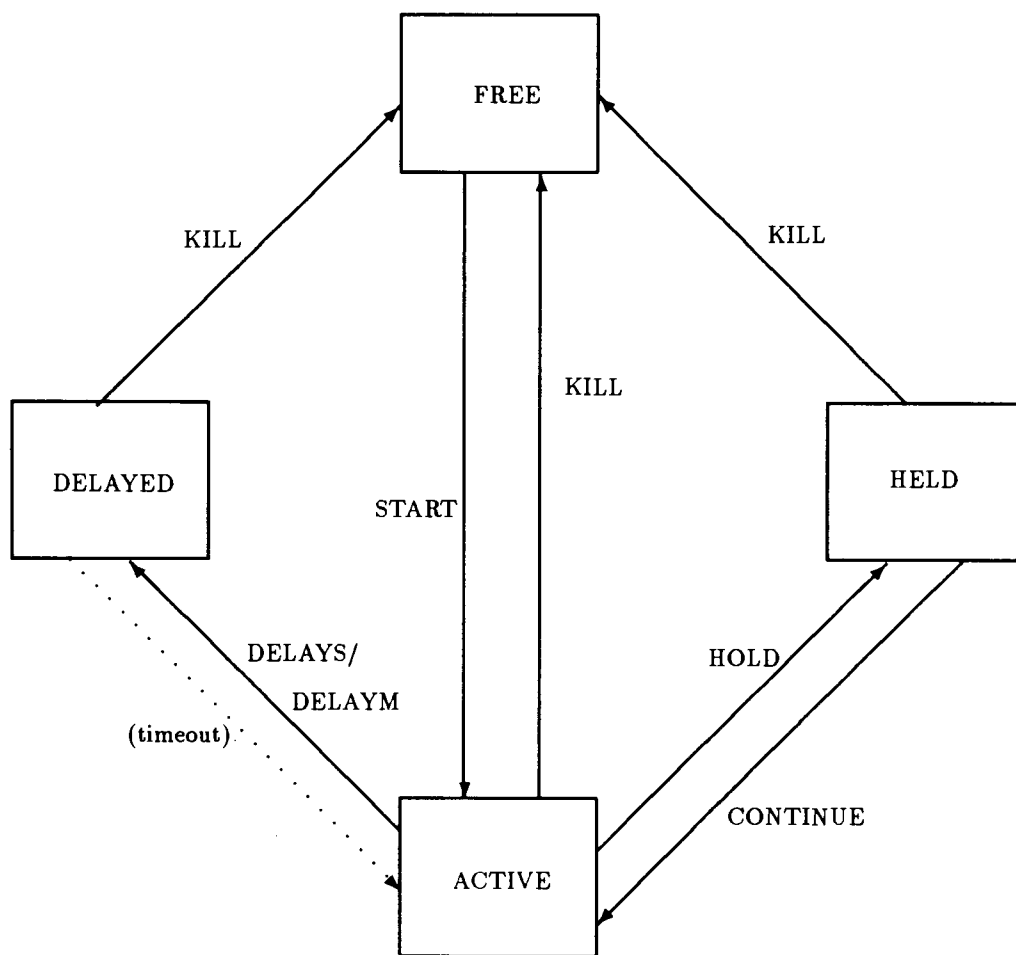 FREE
KILL
KILL
KILL
DELAYED
START
HELD
DELAYS/
DELAYM
HOLD
(timeout)
CONTINUE
ACTIVE